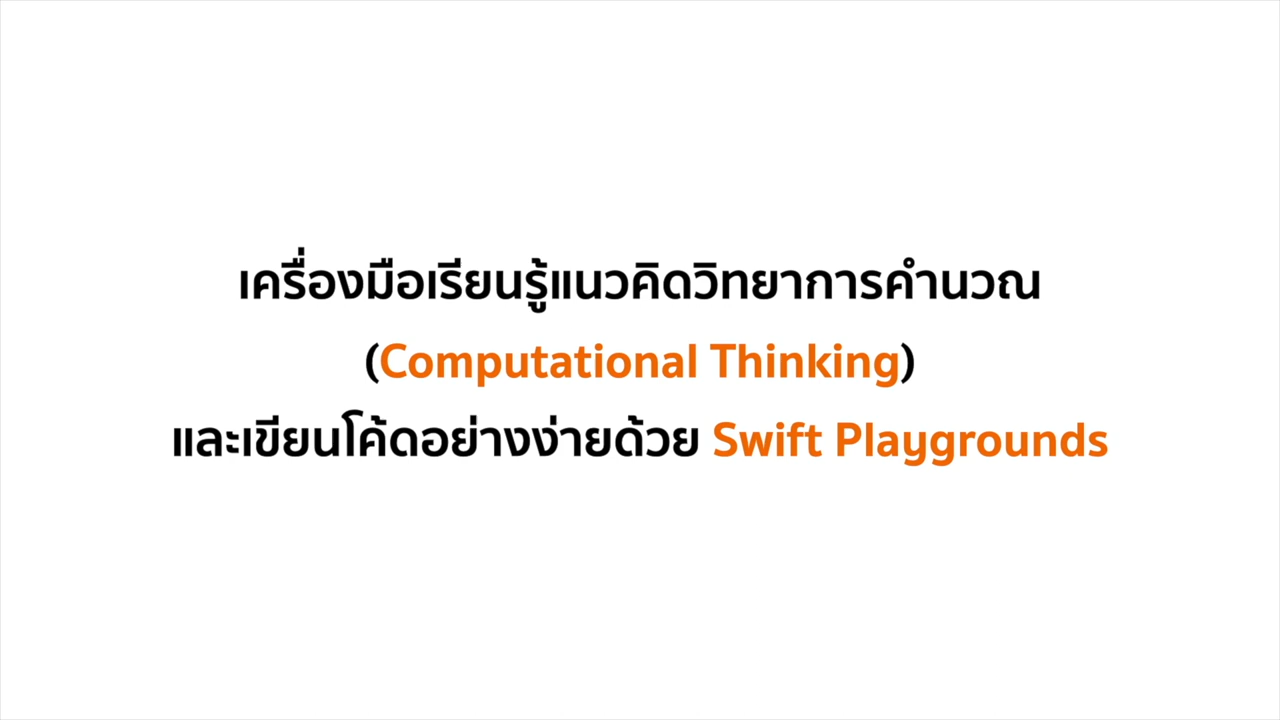 เครื่องมือเรียนรู้แนวคิดวิทยาการคำนวณ
(Computational Thinking)
และเขียนโค้ดอย่างง่ายด้วย Swift Playgrounds